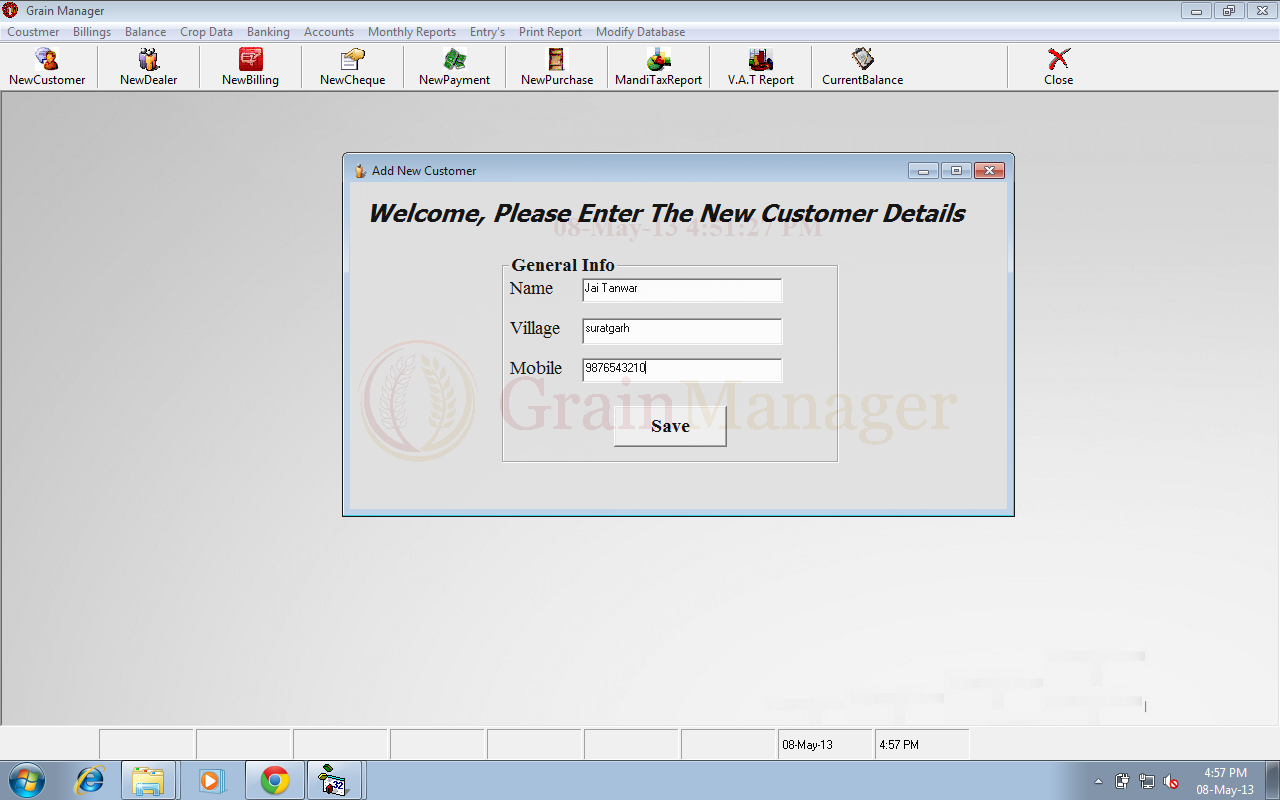 Grain Manager
Coustmer Billings Balance Crop Data Banking Accounts Monthly Reports Entry's Print Report Modify Database
NewCustomer NewDealer NewBilling NewCheque NewPayment NewPurchase MandiTaxReport V.A.T Report CurrentBalance Close
Add New Customer
Welcome, Please Enter The New Customer Details
08-May-13 4:51:27 PM
General Info
Name Jai Tanwar
Village suratgarh
Mobile 9876543210
GrainManager
Save
08-May-13 4:57 PM
4:57 PM
08-May-13